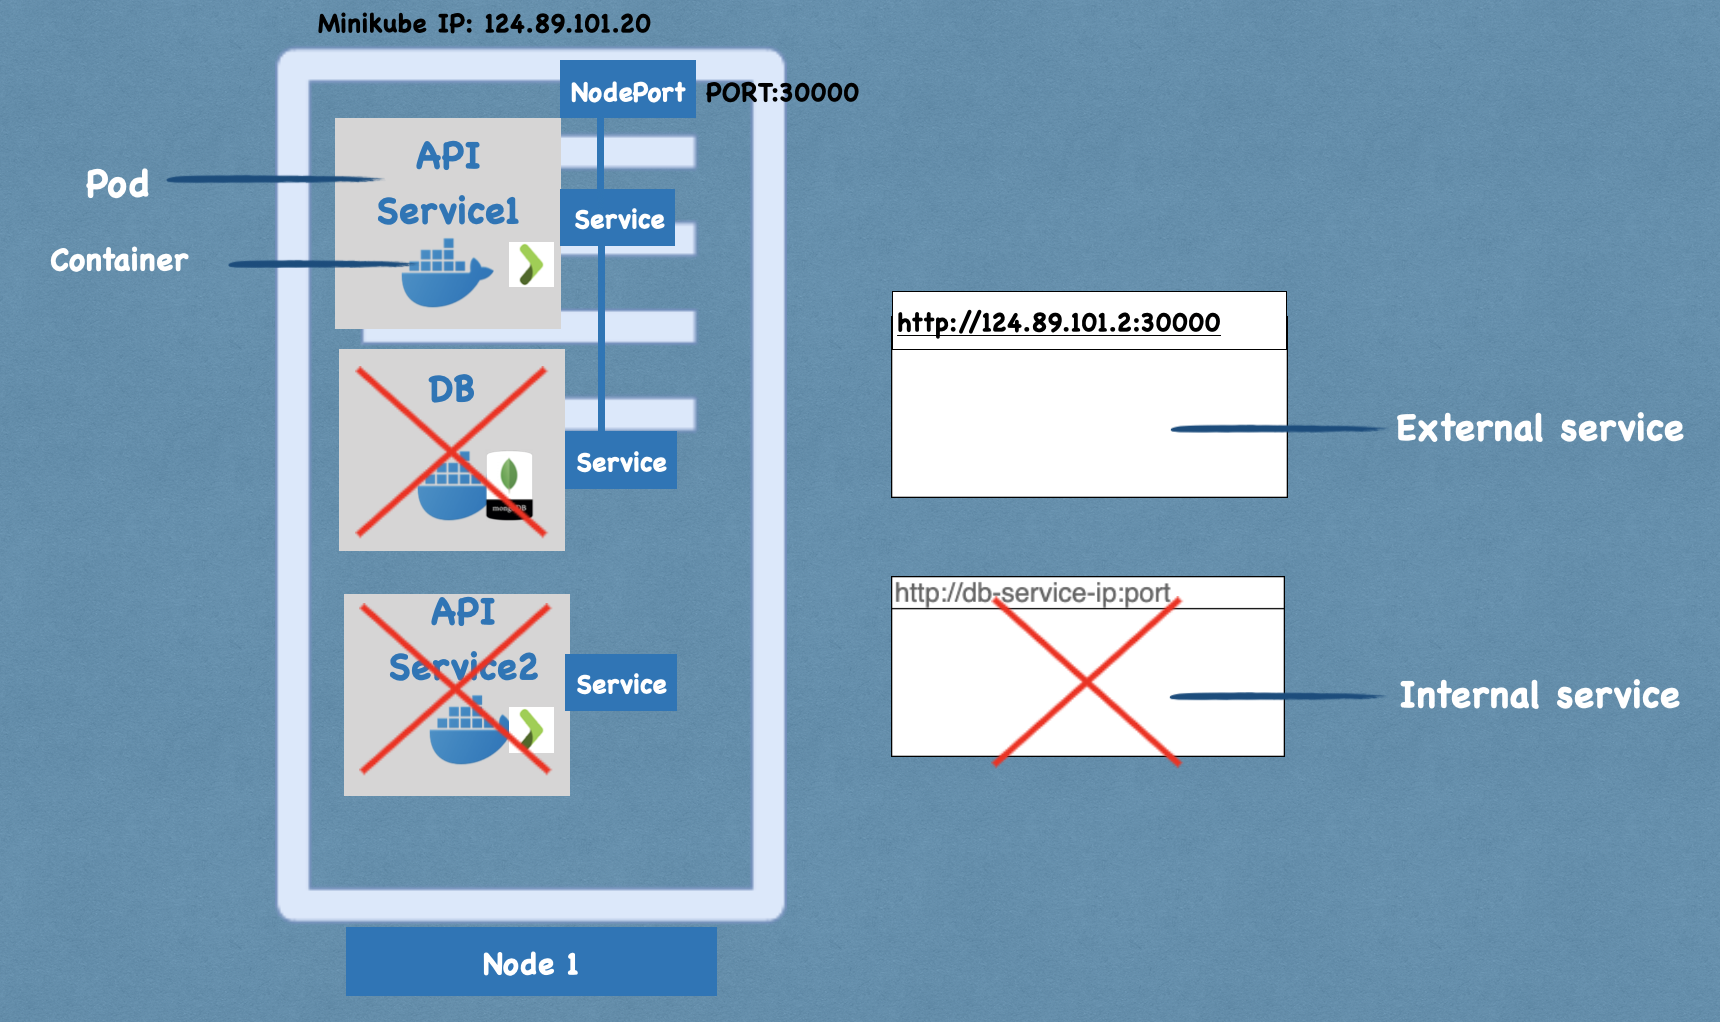 Minikube IP: 124.89.101.20
NodePort
PORT:30000
API
Service1
Pod
Service
Container
http://124.89.101.2:30000
DB
External service
Service
mongoDB
http://db-service-ip:port
API
Service2
Service
Internal service
Node 1